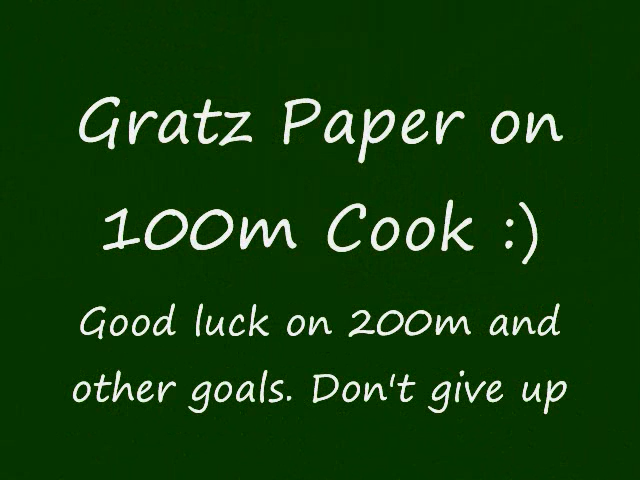 Gratz Paper on
100m Cook :)
Good luck on 200m and
other goals. Don't give up